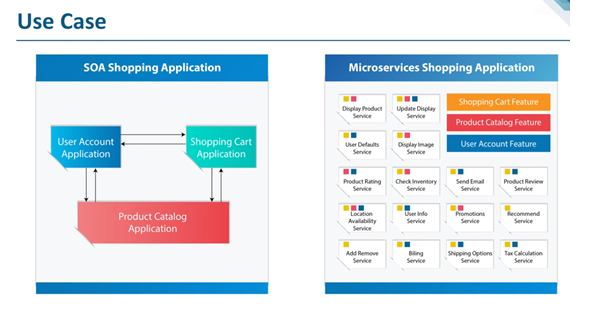 Use Case
SOA Shopping Application
User Account
Application
Shopping Cart
Application
Product Catalog
Application
Microservices Shopping Application
Display Product
Service
Update Display
Service
Shopping Cart Feature
Product Catalog Feature
User Account Feature
User Defaults
Service
Display Image
Service
Product Rating
Service
Check Inventory
Service
Send Email
Service
Product Review
Service
Location
Availability
Service
User Info
Service
Promotions
Service
Recommend
Service
Add Remove
Service
Biling
Service
Shipping Options
Service
Tax Calculation
Service